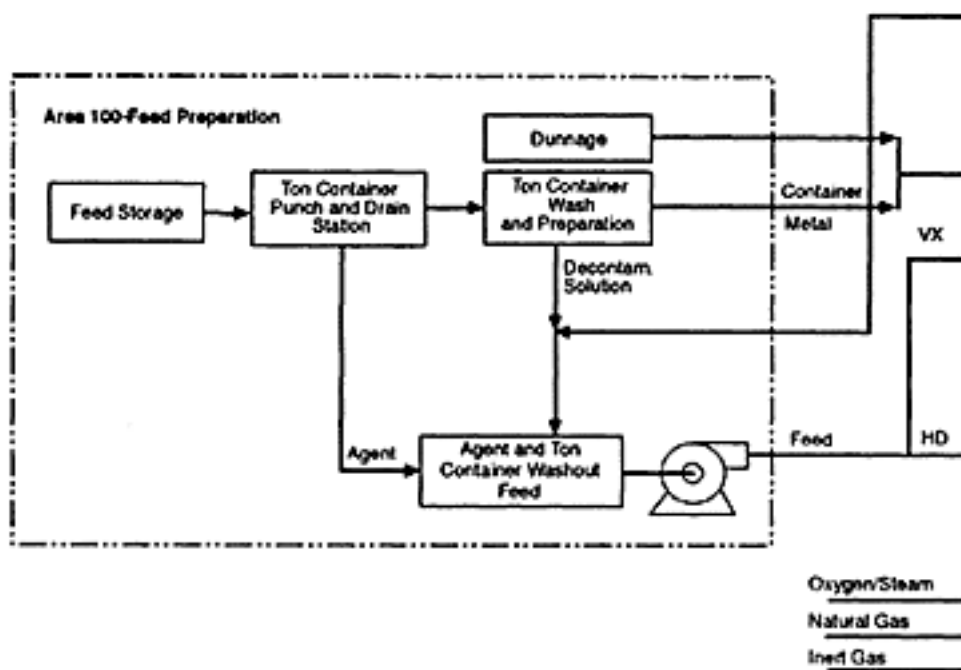 Area 100-Feed Preparation
Dunnage
Feed Storage
Ton Container
Punch and Drain
Station
Ton Container
Wash
and Preparation
Container
Metal
VX
Decontam.
Solution
Agent
Agent and Ton
Container Washout
Feed
Feed
HD
Oxygen/Steam
Natural Gas
Inert Gas